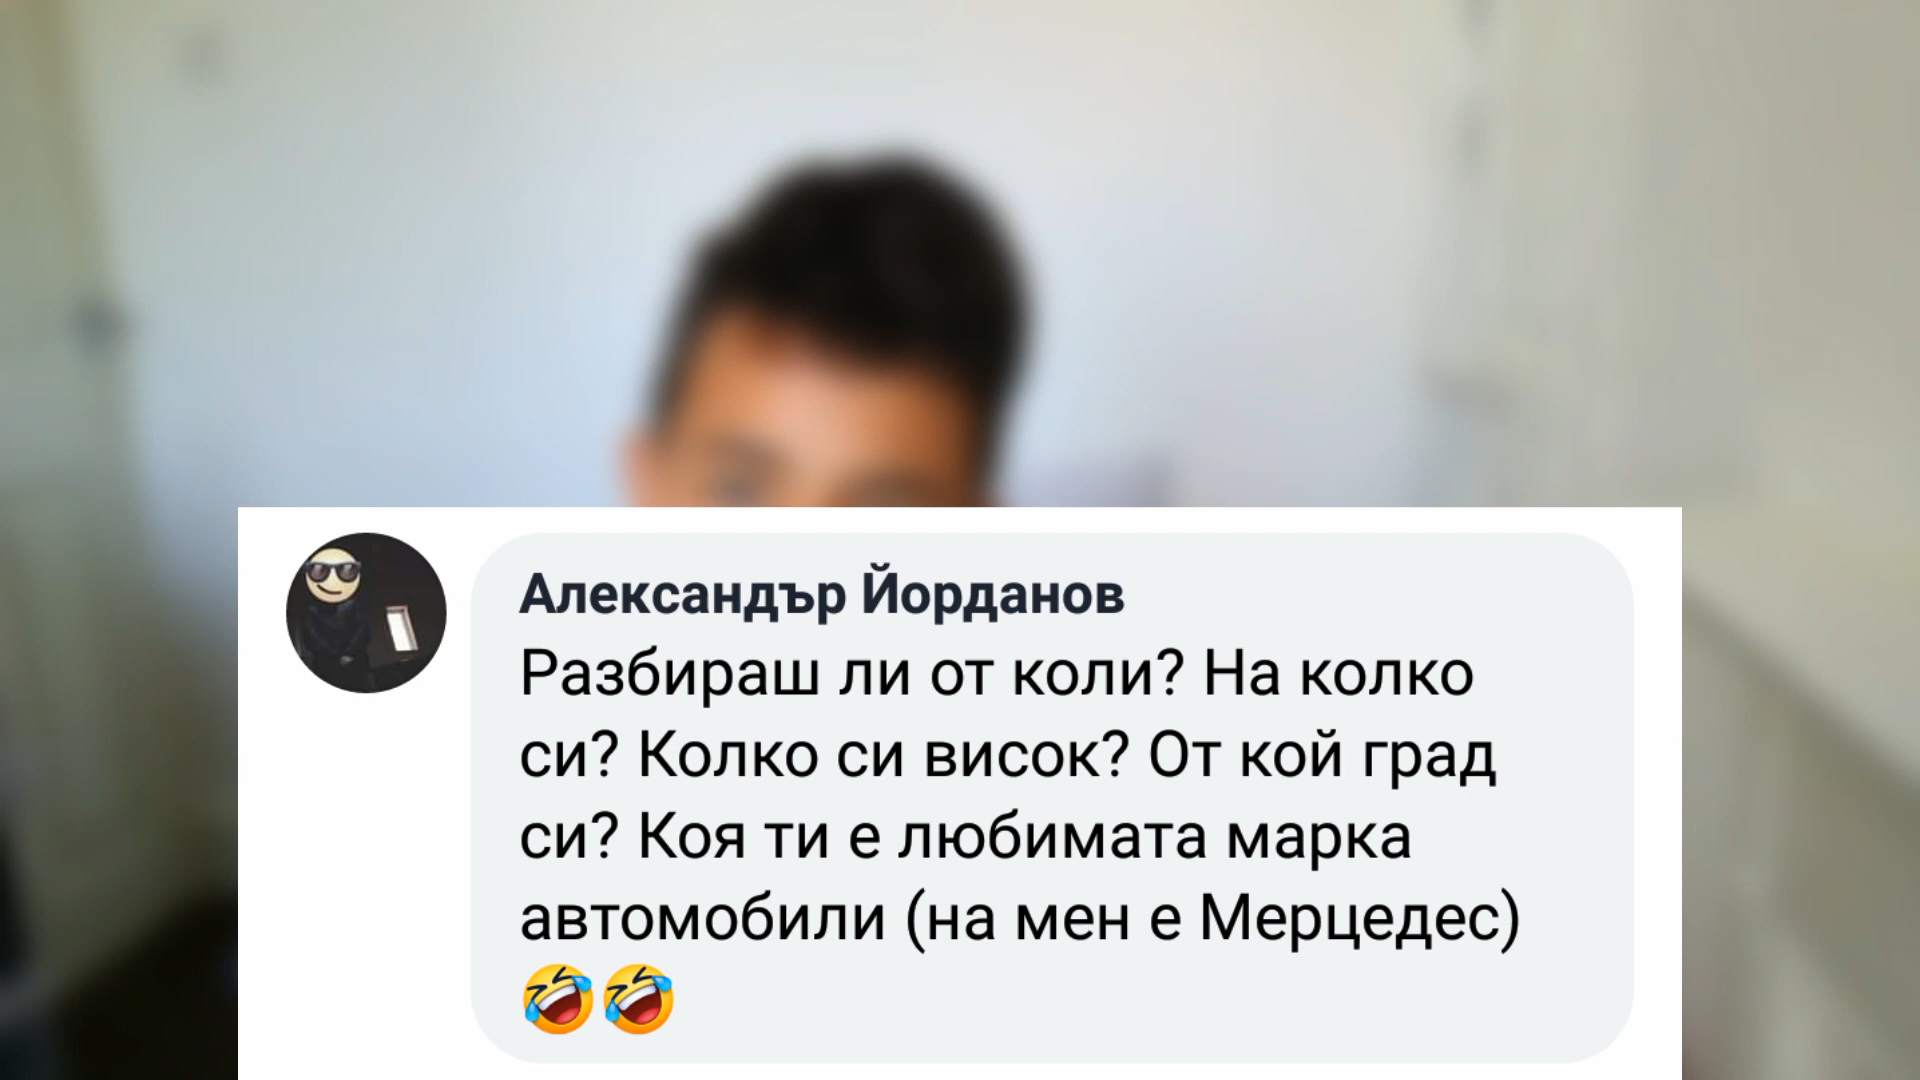 Александър Йорданов
Разбираш ли от коли? На колко
си? Колко си висок? От кой град
си? Коя ти е любимата марка
автомобили (на мен е Мерцедес)
🤣🤣